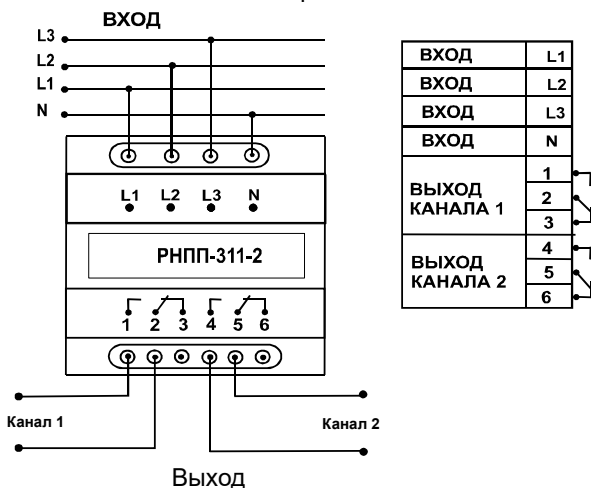 ВХОД
L3
L2
L1
N
L1 L2 L3 N
РНПП-311-2
1 2 3 4 5 6
Канал 1
Канал 2
Выход
ВХОД L1
ВХОД L2
ВХОД L3
ВХОД N
ВЫХОД
КАНАЛА 1
1
2
3
ВЫХОД
КАНАЛА 2
4
5
6